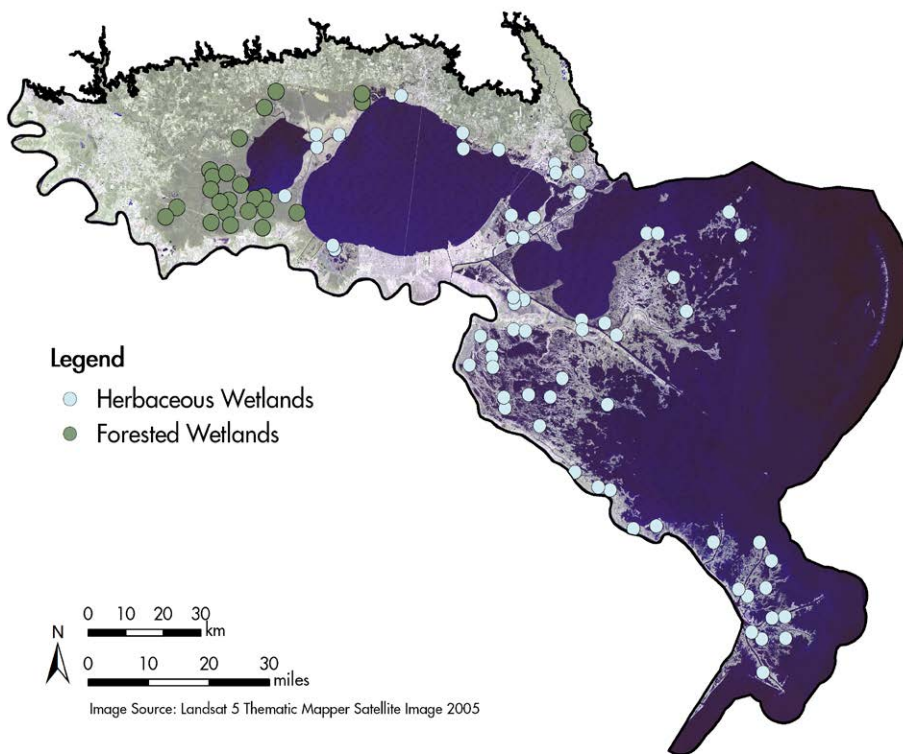 Legend
Herbaceous Wetlands
Forested Wetlands
0 10 20 30
km
N
0 10 20 30
miles
Image Source: Landsat 5 Thematic Mapper Satellite Image 2005